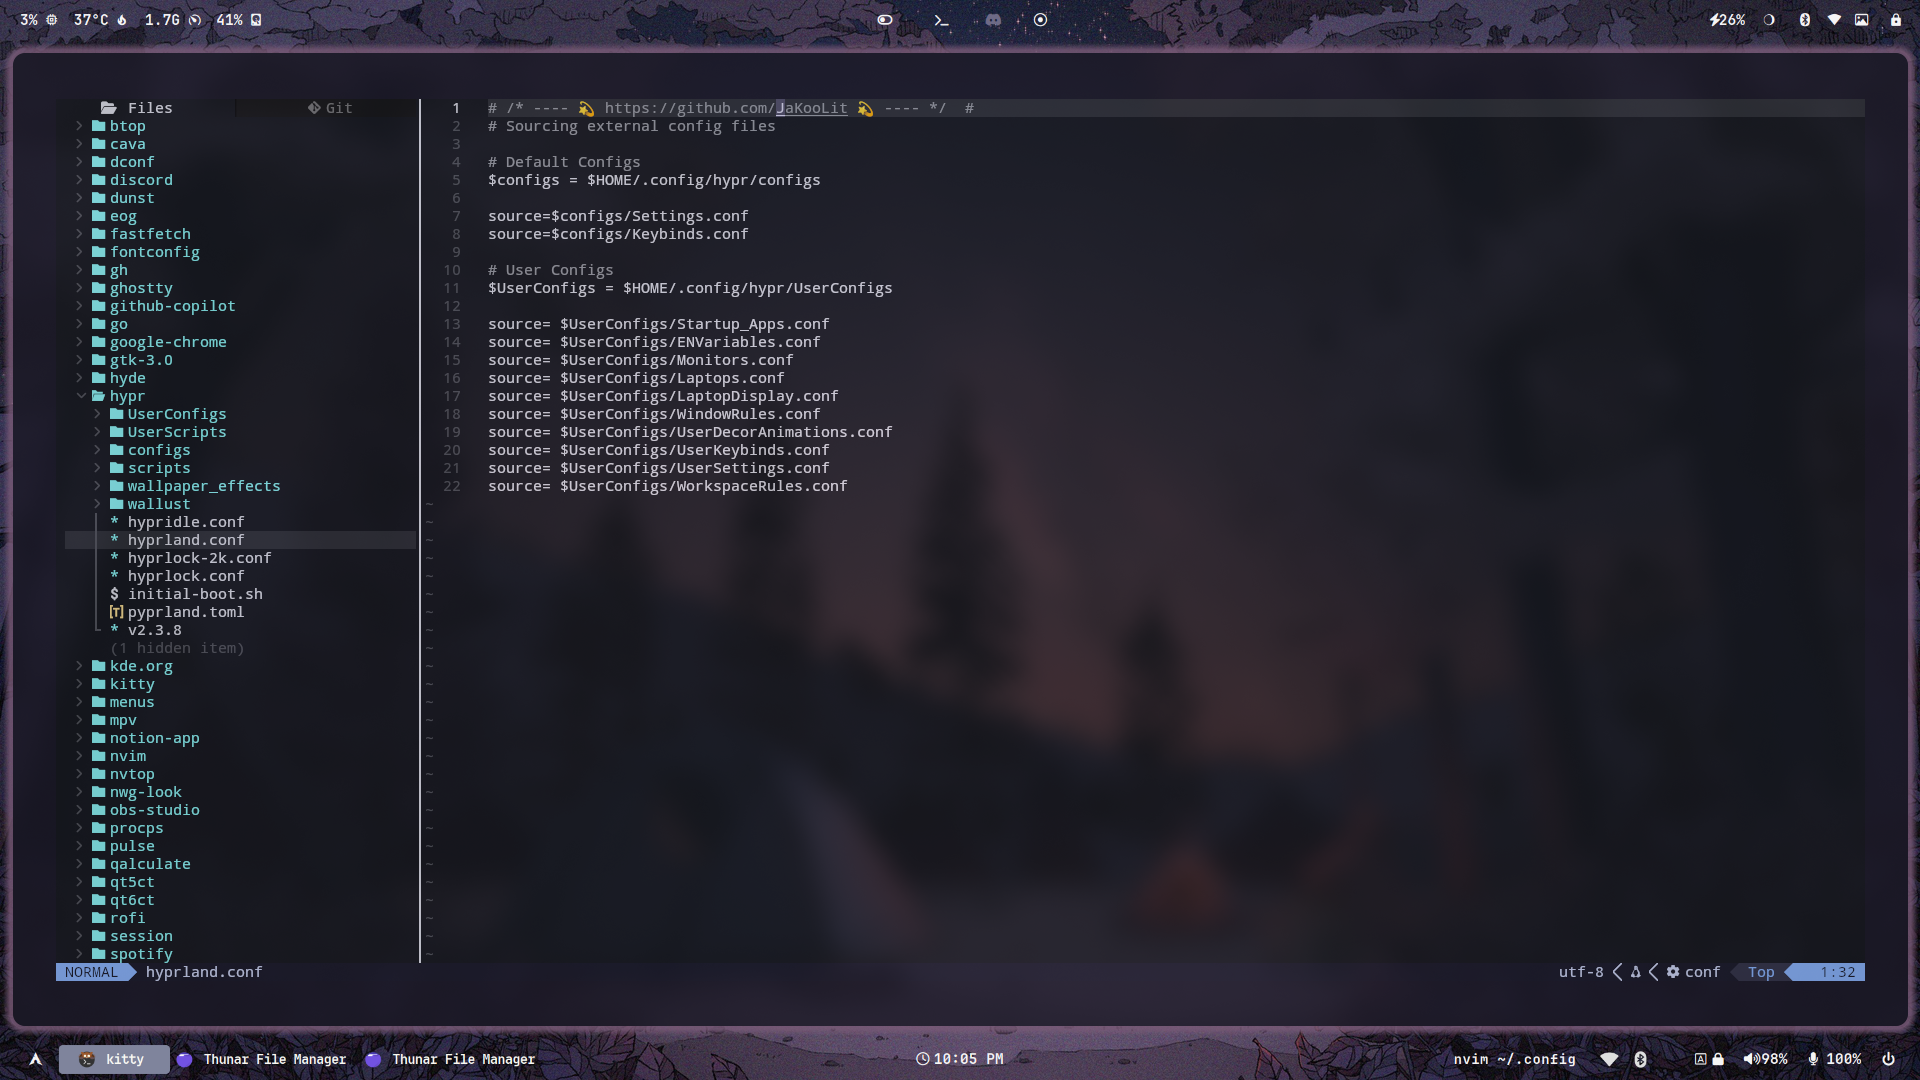 3% 37°C 1.7G 41% 26%
Files Git
btop
cava
dconf
discord
dunst
eog
fastfetch
fontconfig
gh
ghostty
github-copilot
go
google-chrome
gtk-3.0
hyde
hypr
UserConfigs
UserScripts
configs
scripts
wallpaper_effects
wallust
* hypridle.conf
* hyprland.conf
* hyprlock-2k.conf
* hyprlock.conf
$ initial-boot.sh
[T] pyprland.toml
* v2.3.8
(1 hidden item)
kde.org
kitty
menus
mpv
notion-app
nvim
nvtop
nwg-look
obs-studio
procps
pulse
qalculate
qt5ct
qt6ct
rofi
session
spotify
1 # /* ---- 💫 https://github.com/JaKooLit 💫 ---- */  #
2 # Sourcing external config files
3
4 # Default Configs
5 $configs = $HOME/.config/hypr/configs
6
7 source=$configs/Settings.conf
8 source=$configs/Keybinds.conf
9
10 # User Configs
11 $UserConfigs = $HOME/.config/hypr/UserConfigs
12
13 source= $UserConfigs/Startup_Apps.conf
14 source= $UserConfigs/ENVariables.conf
15 source= $UserConfigs/Monitors.conf
16 source= $UserConfigs/Laptops.conf
17 source= $UserConfigs/LaptopDisplay.conf
18 source= $UserConfigs/WindowRules.conf
19 source= $UserConfigs/UserDecorAnimations.conf
20 source= $UserConfigs/UserKeybinds.conf
21 source= $UserConfigs/UserSettings.conf
22 source= $UserConfigs/WorkspaceRules.conf
NORMAL hyprland.conf utf-8 conf Top 1:32
kitty Thunar File Manager Thunar File Manager 10:05 PM nvim ~/.config A 98% 100%